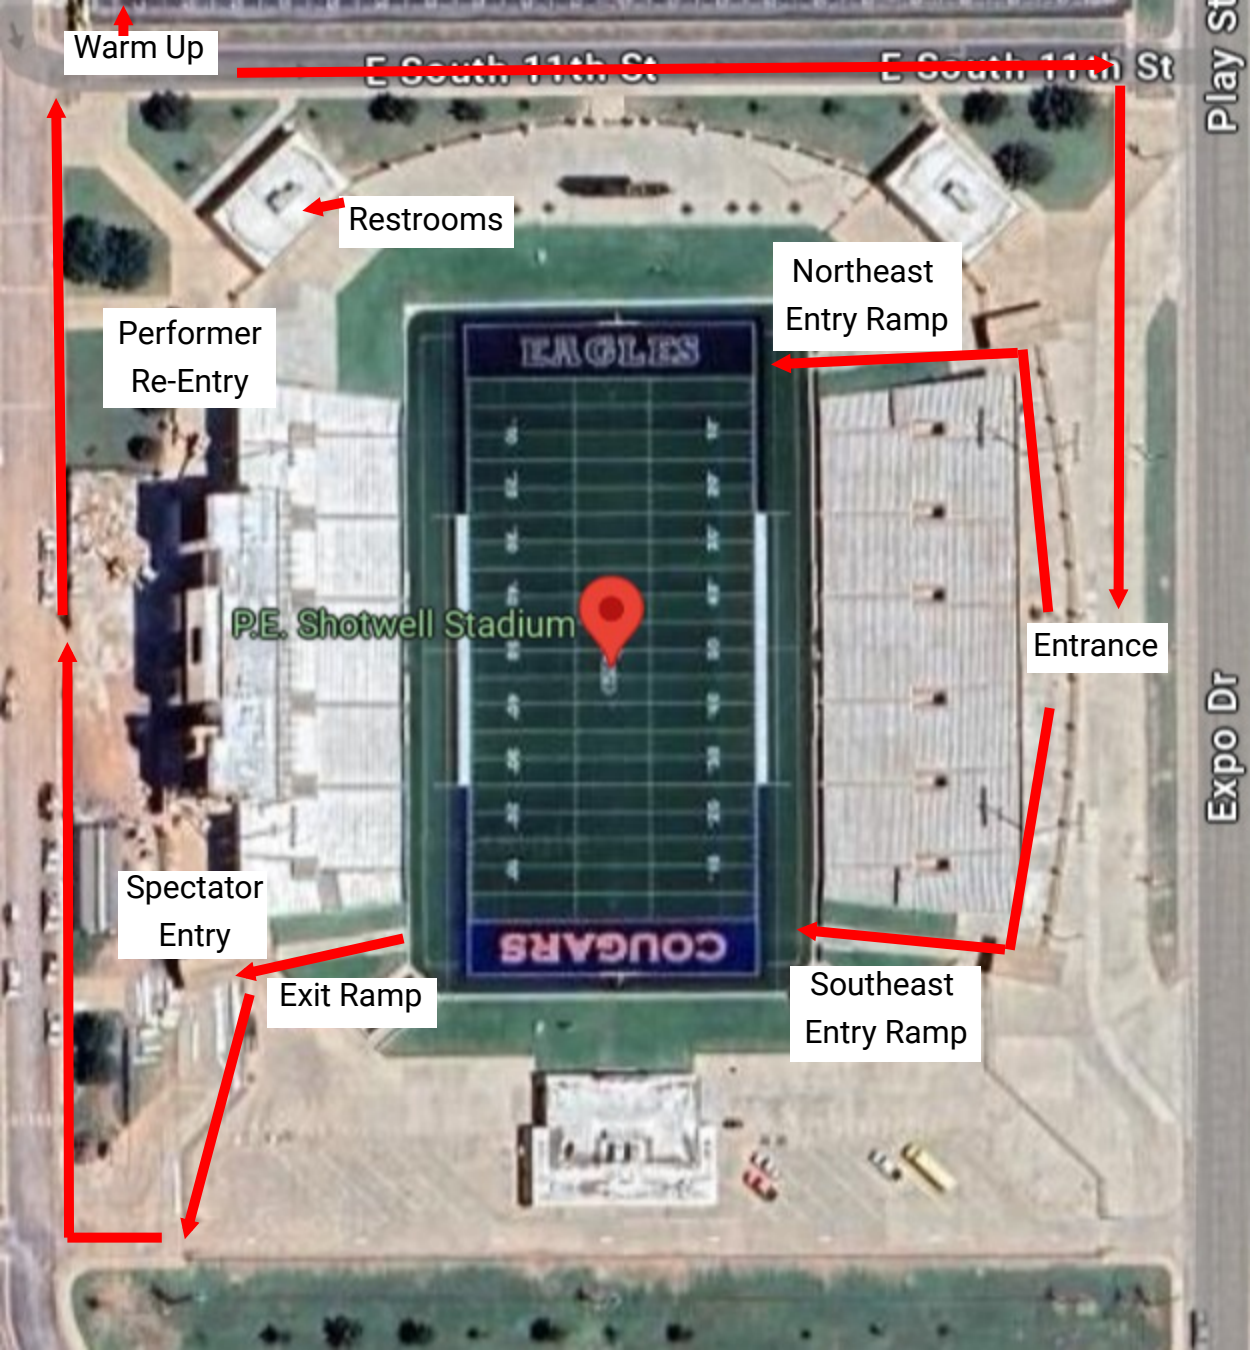 Warm Up
E South 11th St
E South 11th St
Play St
Restrooms
Northeast
Entry Ramp
Performer
Re-Entry
EAGLES
P.E. Shotwell Stadium
Entrance
Expo Dr
Spectator
Entry
COUGARS
Exit Ramp
Southeast
Entry Ramp